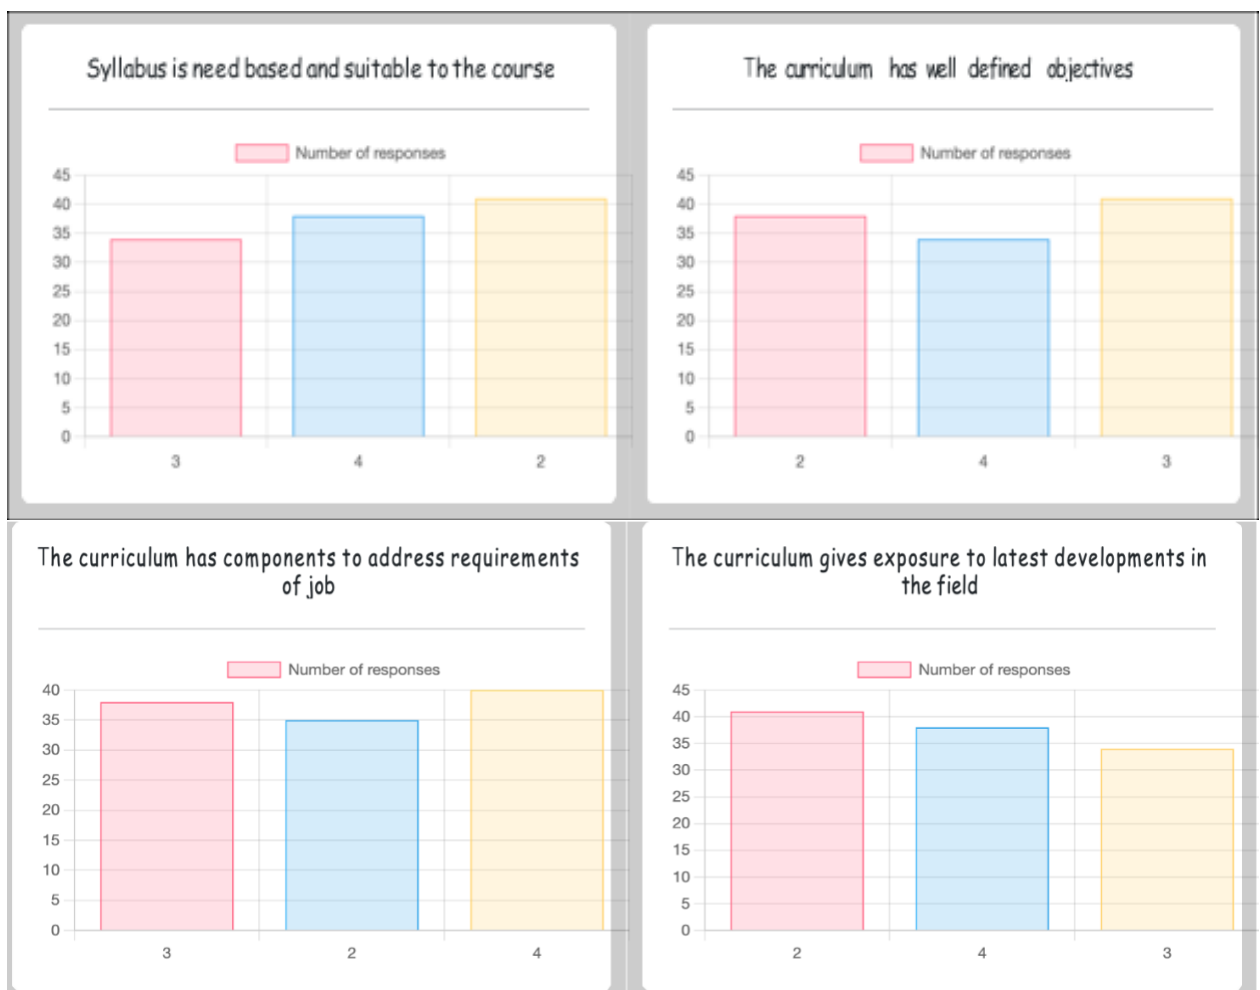 Syllabus is need based and suitable to the course
Number of responses
45
40
35
30
25
20
15
10
5
0
3 4 2
The curriculum has well defined objectives
Number of responses
45
40
35
30
25
20
15
10
5
0
2 4 3
The curriculum has components to address requirements
of job
Number of responses
40
35
30
25
20
15
10
5
0
3 2 4
The curriculum gives exposure to latest developments in
the field
Number of responses
45
40
35
30
25
20
15
10
5
0
2 4 3